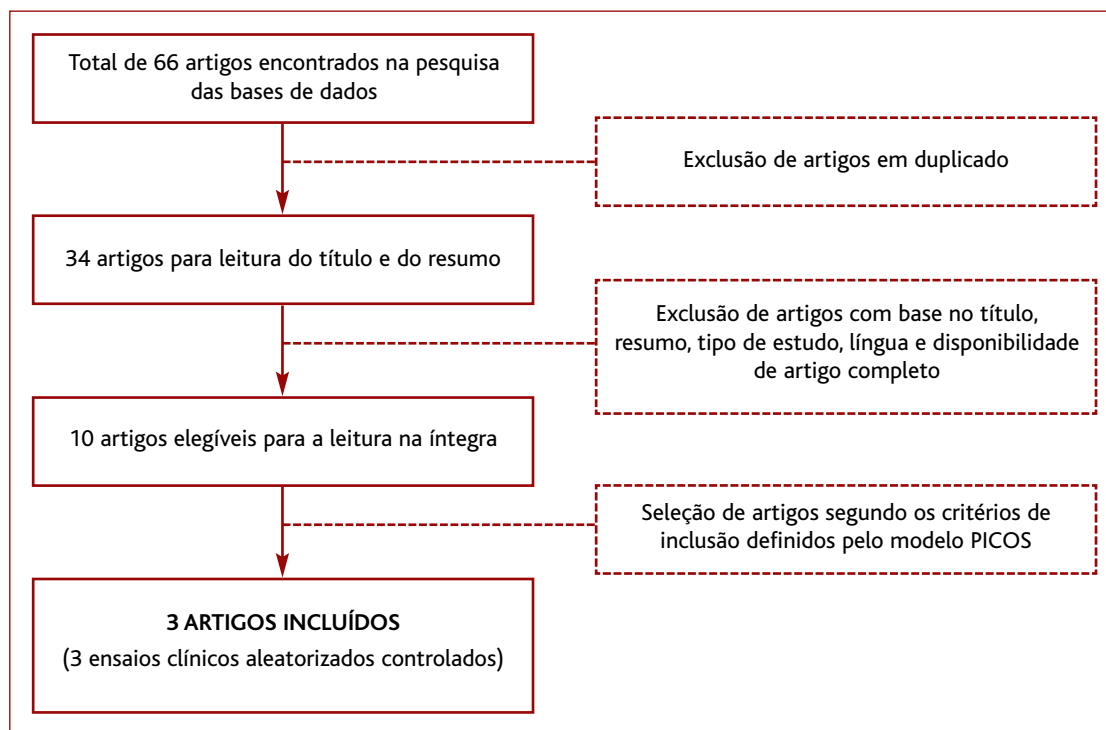 Total de 66 artigos encontrados na pesquisa
das bases de dados
Exclusão de artigos em duplicado
34 artigos para leitura do título e do resumo
Exclusão de artigos com base no título,
resumo, tipo de estudo, língua e disponibilidade
de artigo completo
10 artigos elegíveis para a leitura na íntegra
Seleção de artigos segundo os critérios de
inclusão definidos pelo modelo PICOS
3 ARTIGOS INCLUÍDOS
(3 ensaios clínicos aleatorizados controlados)